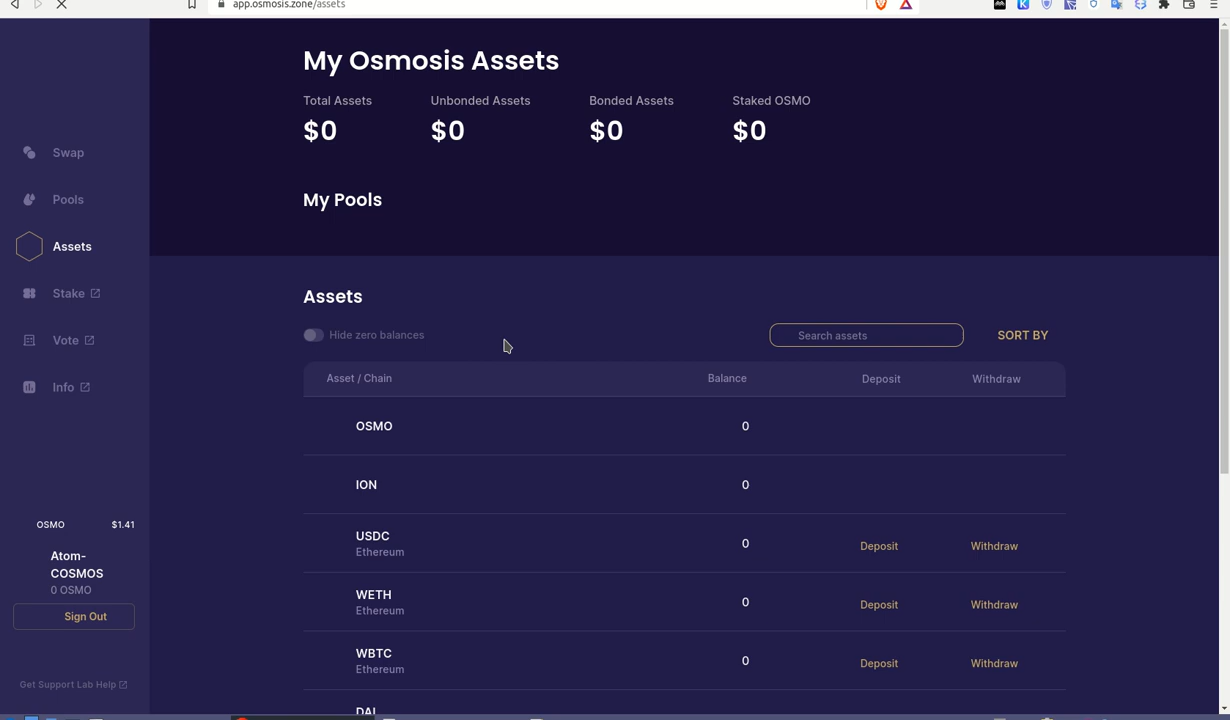 app.osmosis.zone/assets
My Osmosis Assets
Total Assets Unbonded Assets Bonded Assets Staked OSMO
$0 $0 $0 $0
My Pools
Swap
Pools
Assets
Stake
Vote
Info
OSMO $1.41
Atom-
COSMOS
0 OSMO
Sign Out
Get Support Lab Help
Assets
Hide zero balances
Search assets
SORT BY
Asset / Chain Balance Deposit Withdraw
OSMO 0
ION 0
USDC
Ethereum
0 Deposit Withdraw
WETH
Ethereum
0 Deposit Withdraw
WBTC
Ethereum
0 Deposit Withdraw
DAI